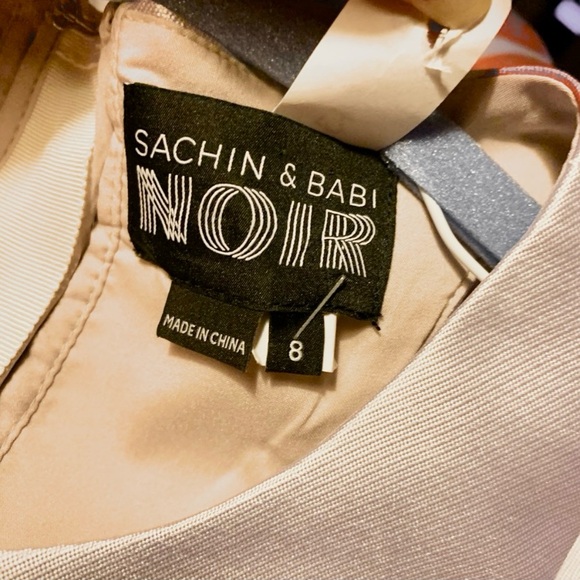 SACHIN & BABI
NOIR
MADE IN CHINA
8